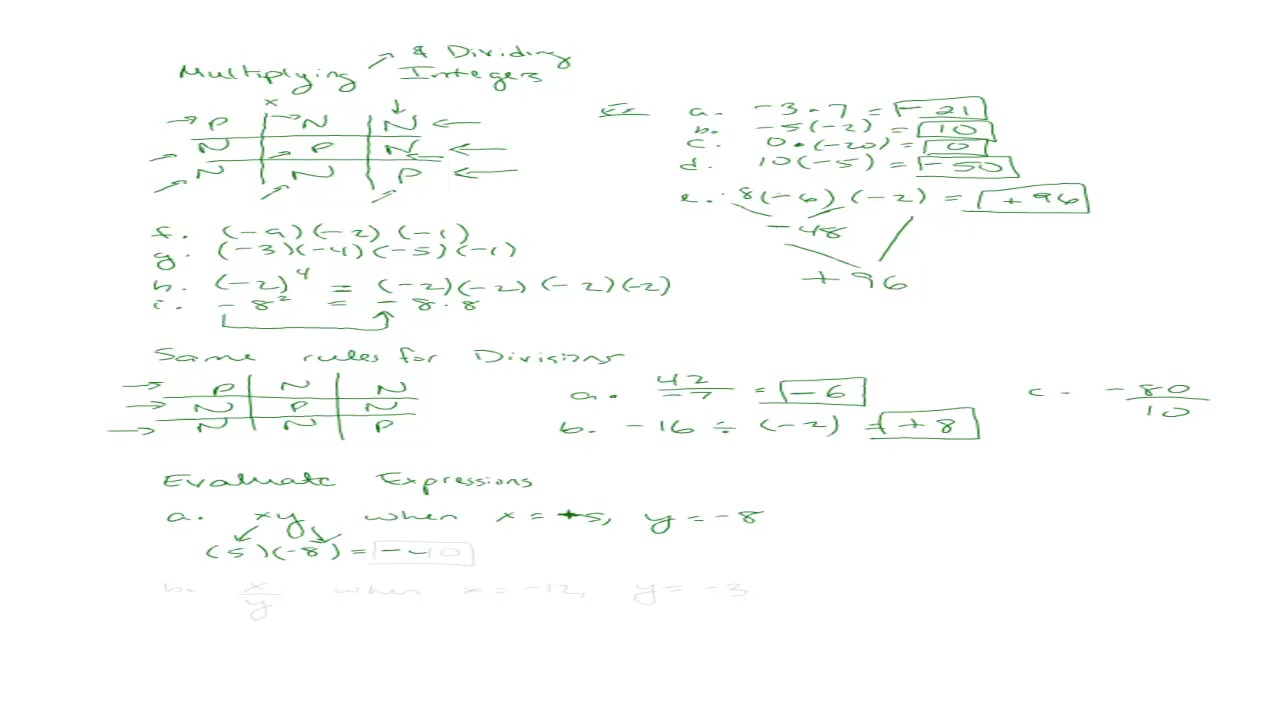 Multiplying & Dividing
Integers
x
P N N
N P N
N N P
Ex a. -3 · 7 = -21
b. -5(-2) = 10
c. 0 · (-20) = 0
d. 10(-5) = -50
e. 8(-6)(-2) = +96
-48
+96
f. (-9)(-2)(-1)
g. (-3)(-4)(-5)(-1)
h. (-2)⁴ = (-2)(-2)(-2)(-2)
i. -8² = -8·8
Same rules for Divisions
P N N
N P N
N N P
a. 42/-7 = -6
b. -16 ÷ (-2) = +8
c. -80/10
Evaluate Expressions
a. xy when x = +5, y = -8
(5)(-8) = -40
b. x/y when x = -12, y = -3